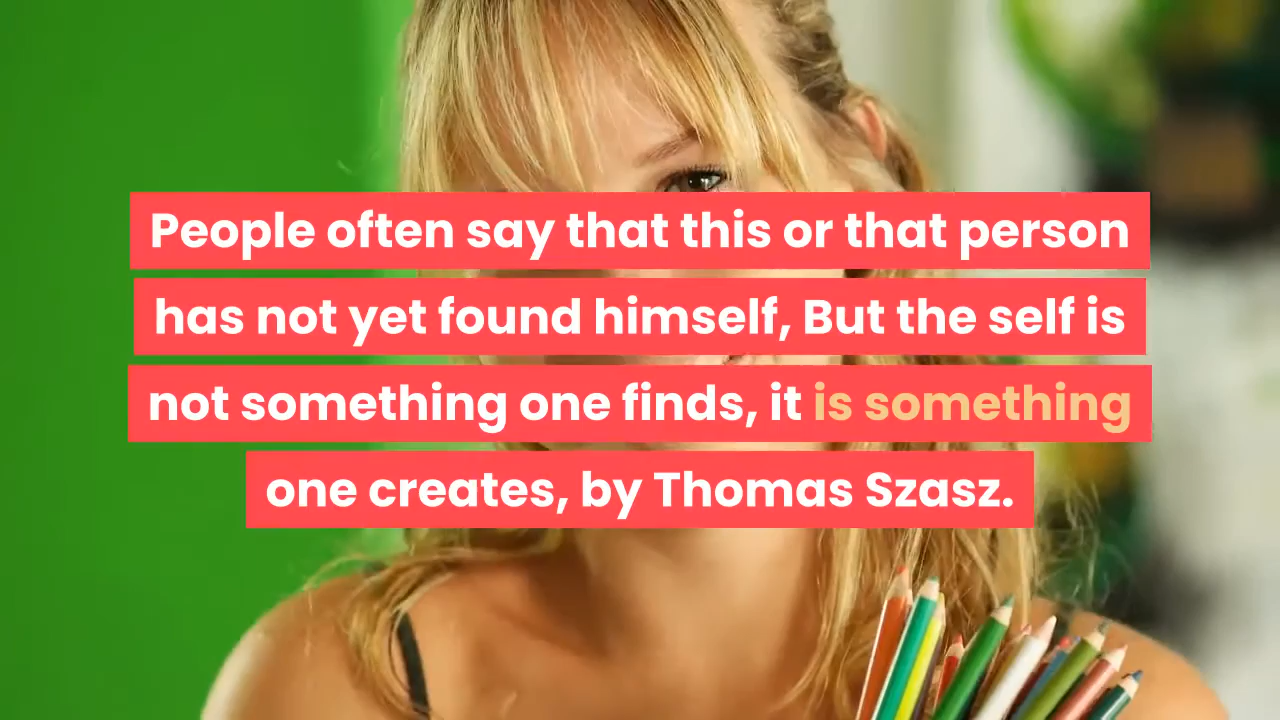 People often say that this or that person
has not yet found himself, But the self is
not something one finds, it is something
one creates, by Thomas Szasz.